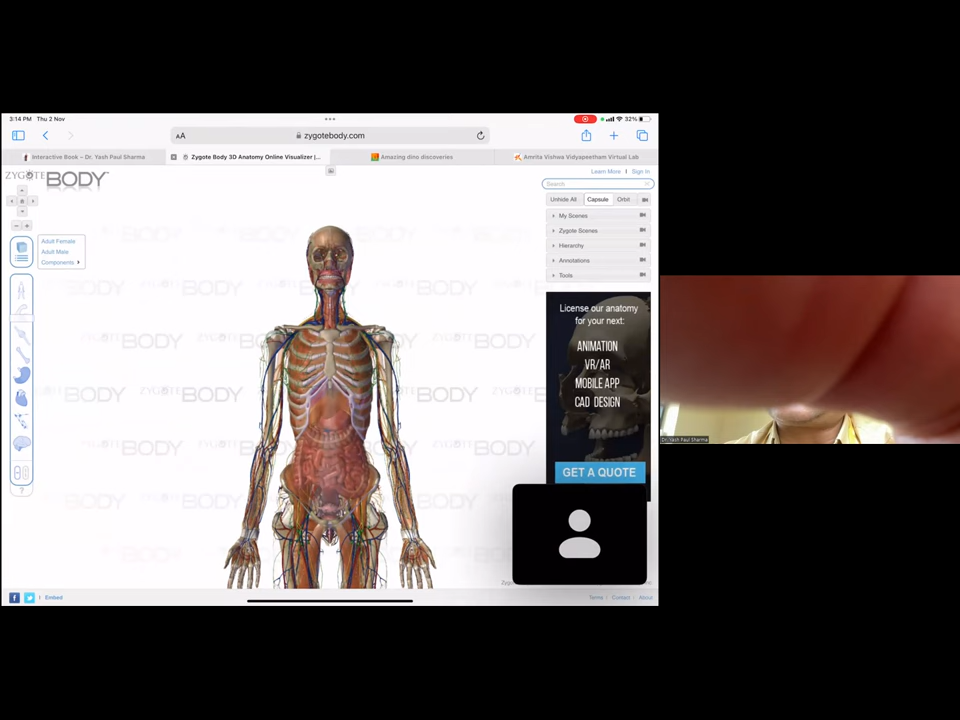 3:14 PM Thu 2 Nov
32%
AA
zygotebody.com
Interactive Book – Dr. Yash Paul Sharma
Zygote Body 3D Anatomy Online Visualizer |...
Amazing dino discoveries
Amrita Vishwa Vidyapeetham Virtual Lab
ZYGOTE BODY
Learn More | Sign In
Search
Unhide All
Capsule
Orbit
My Scenes
Zygote Scenes
Hierarchy
Annotations
Tools
Adult Female
Adult Male
Components
License our anatomy
for your next:
ANIMATION
VR/AR
MOBILE APP
CAD DESIGN
GET A QUOTE
?
Zygo
Embed
Terms | Contact | About
Dr. Yash Paul Sharma